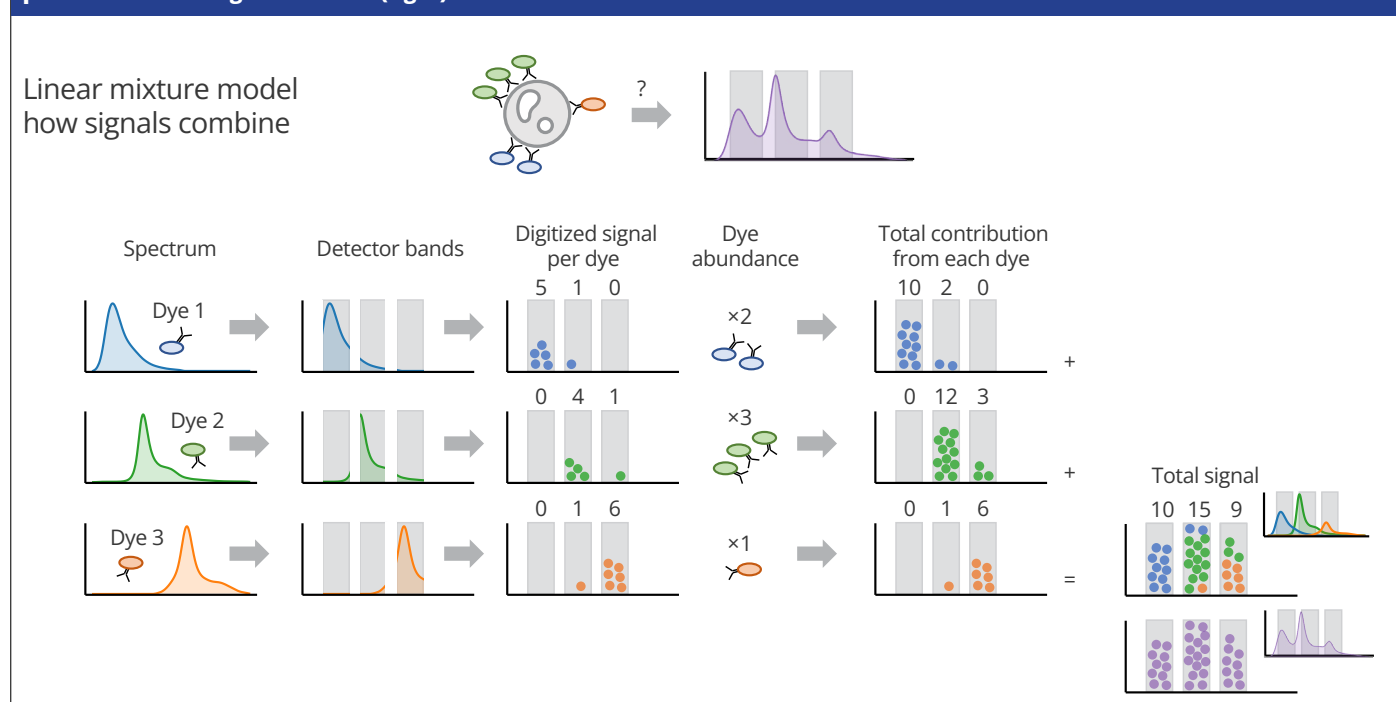 Linear mixture model
how signals combine
?
Spectrum
Detector bands
Digitized signal
per dye
Dye
abundance
Total contribution
from each dye
5 1 0
10 2 0
Dye 1
×2
+
0 4 1
0 12 3
Dye 2
×3
+
Total signal
0 1 6
0 1 6
10 15 9
Dye 3
×1
=